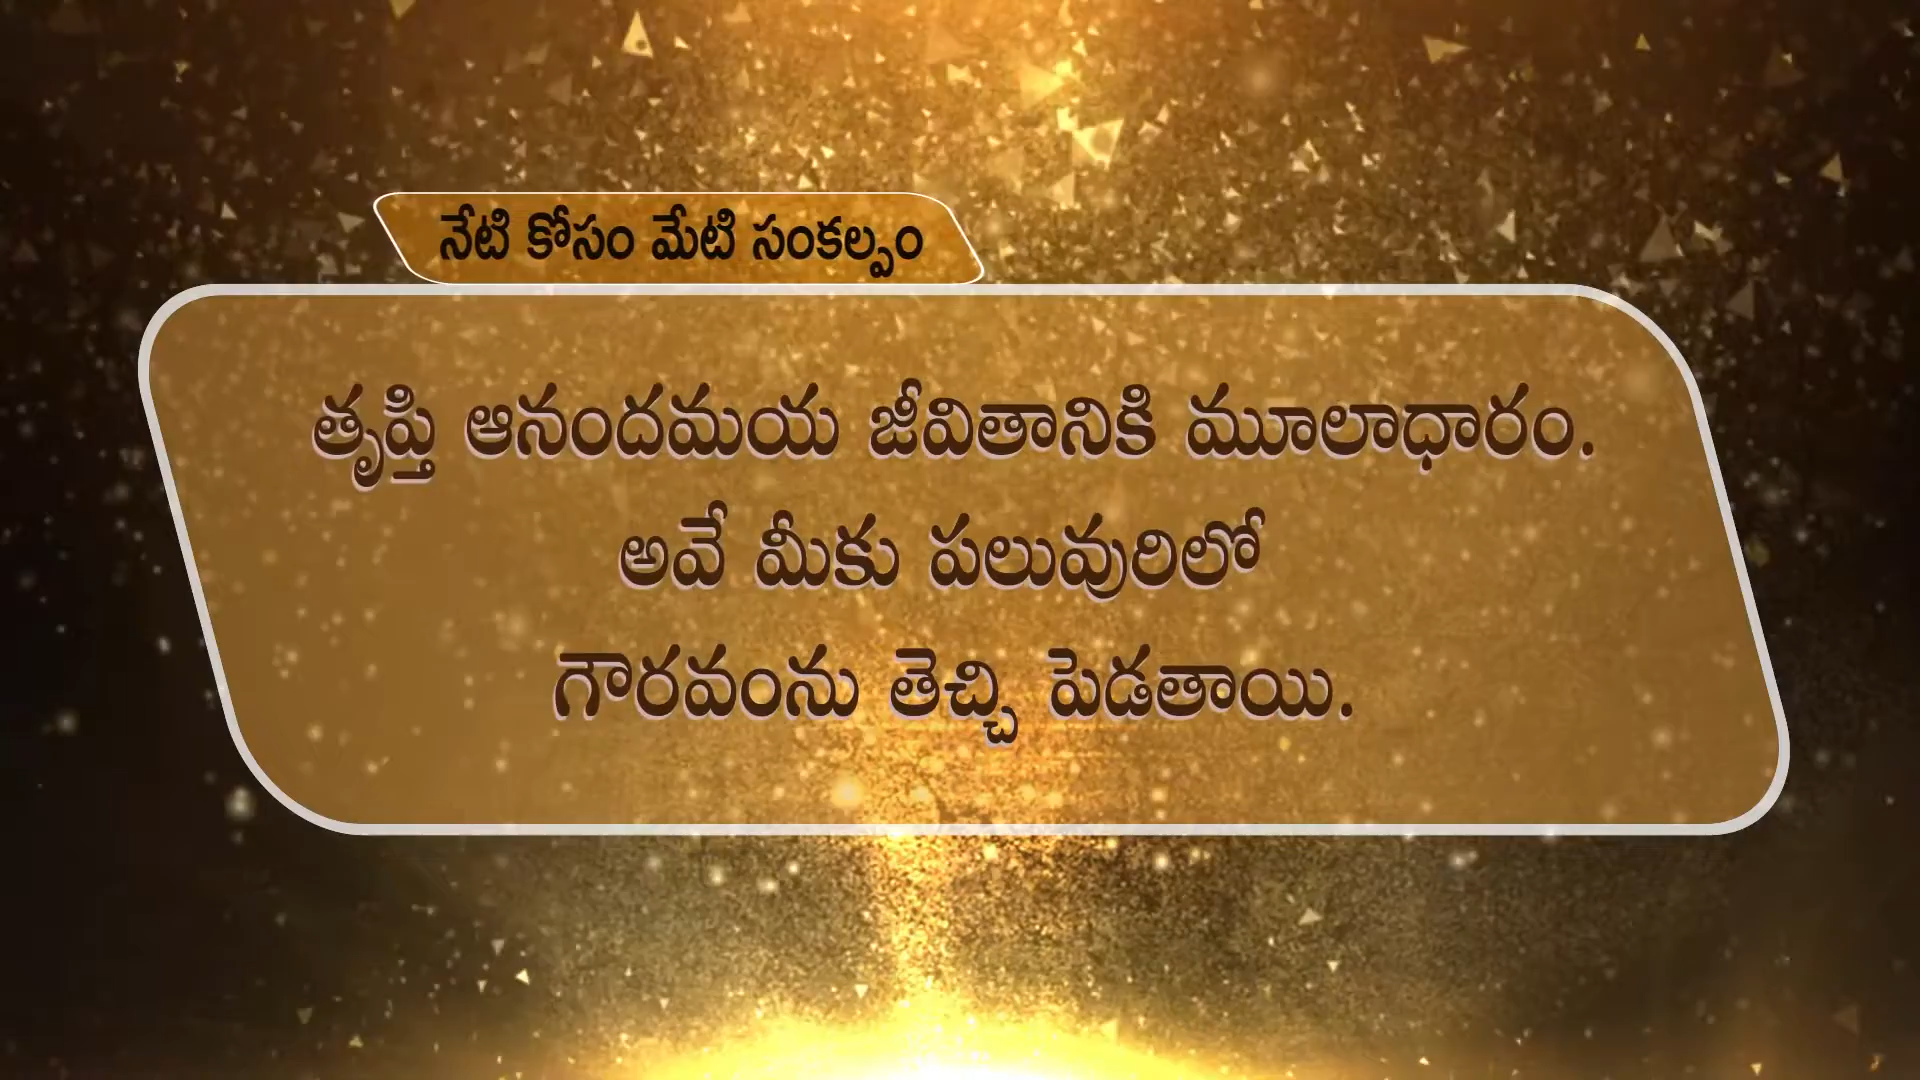 నేటి కోసం మేటి సంకల్పం
తృప్తి ఆనందమయ జీవితానికి మూలాధారం.
అవే మీకు పలువురిలో
గౌరవంను తెచ్చి పెడతాయి.